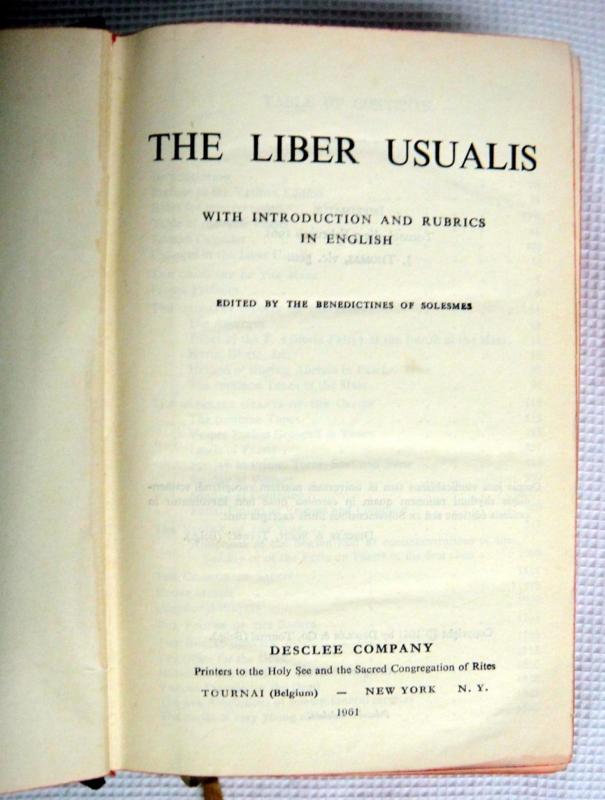 THE LIBER USUALIS
WITH INTRODUCTION AND RUBRICS
IN ENGLISH
EDITED BY THE BENEDICTINES OF SOLESMES
DESCLEE COMPANY
Printers to the Holy See and the Sacred Congregation of Rites
TOURNAI (Belgium) — NEW YORK N. Y.
1961